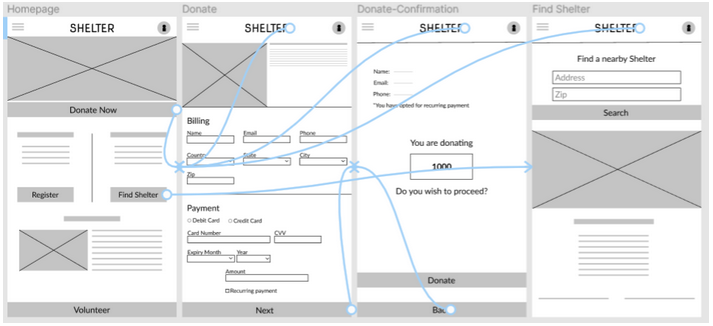 Homepage
SHELTER
Donate Now
Register
Find Shelter
Volunteer
Donate
SHELTER
Billing
Name Email Phone
Country State City
Zip
Payment
Debit Card Credit Card
Card Number CVV
Expiry Month Year
Amount
Recurring payment
Next
Donate-Confirmation
SHELTER
Name:
Email:
Phone:
*You have opted for recurring payment
You are donating
1000
Do you wish to proceed?
Donate
Back
Find Shelter
SHELTER
Find a nearby Shelter
Address
Zip
Search